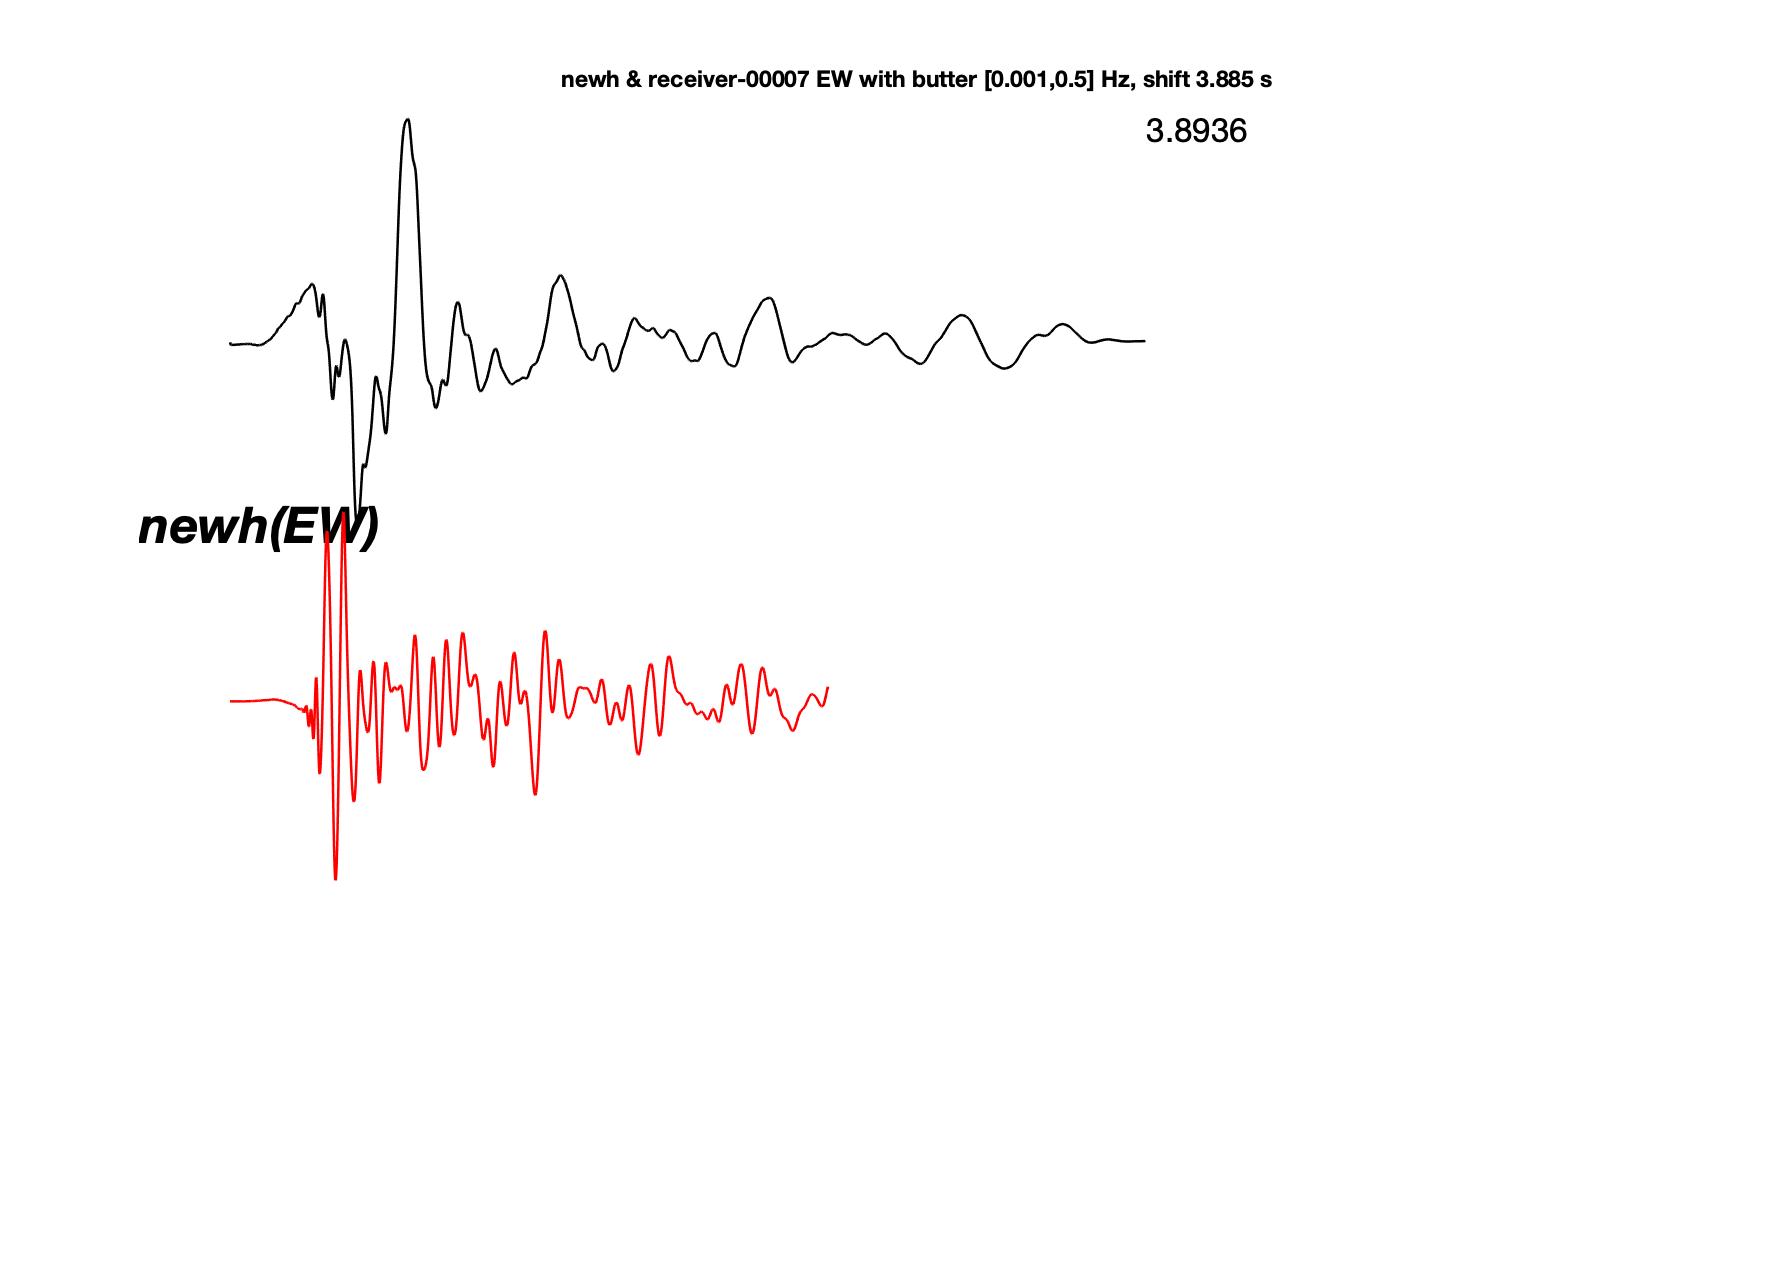 newh & receiver-00007 EW with butter [0.001,0.5] Hz, shift 3.885 s
3.8936
newh(EW)